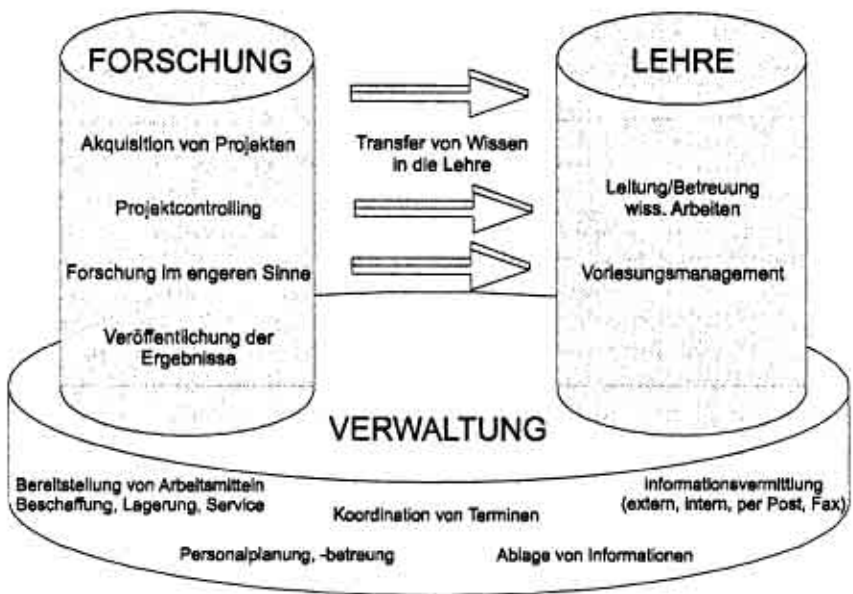 FORSCHUNG
Akquisition von Projekten
Projektcontrolling
Forschung im engeren Sinne
Veröffentlichung der
Ergebnisse
Transfer von Wissen
in die Lehre
LEHRE
Leitung/Betreuung
wiss. Arbeiten
Vorlesungsmanagement
VERWALTUNG
Bereitstellung von Arbeitsmitteln
Beschaffung, Lagerung, Service
Koordination von Terminen
Informationsvermittlung
(extern, intern, per Post, Fax)
Personalplanung, -betreung
Ablage von Informationen